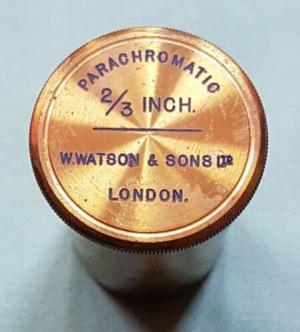 PARACHROMATIC
2/3 INCH.
W. WATSON & SONS LTD
LONDON.